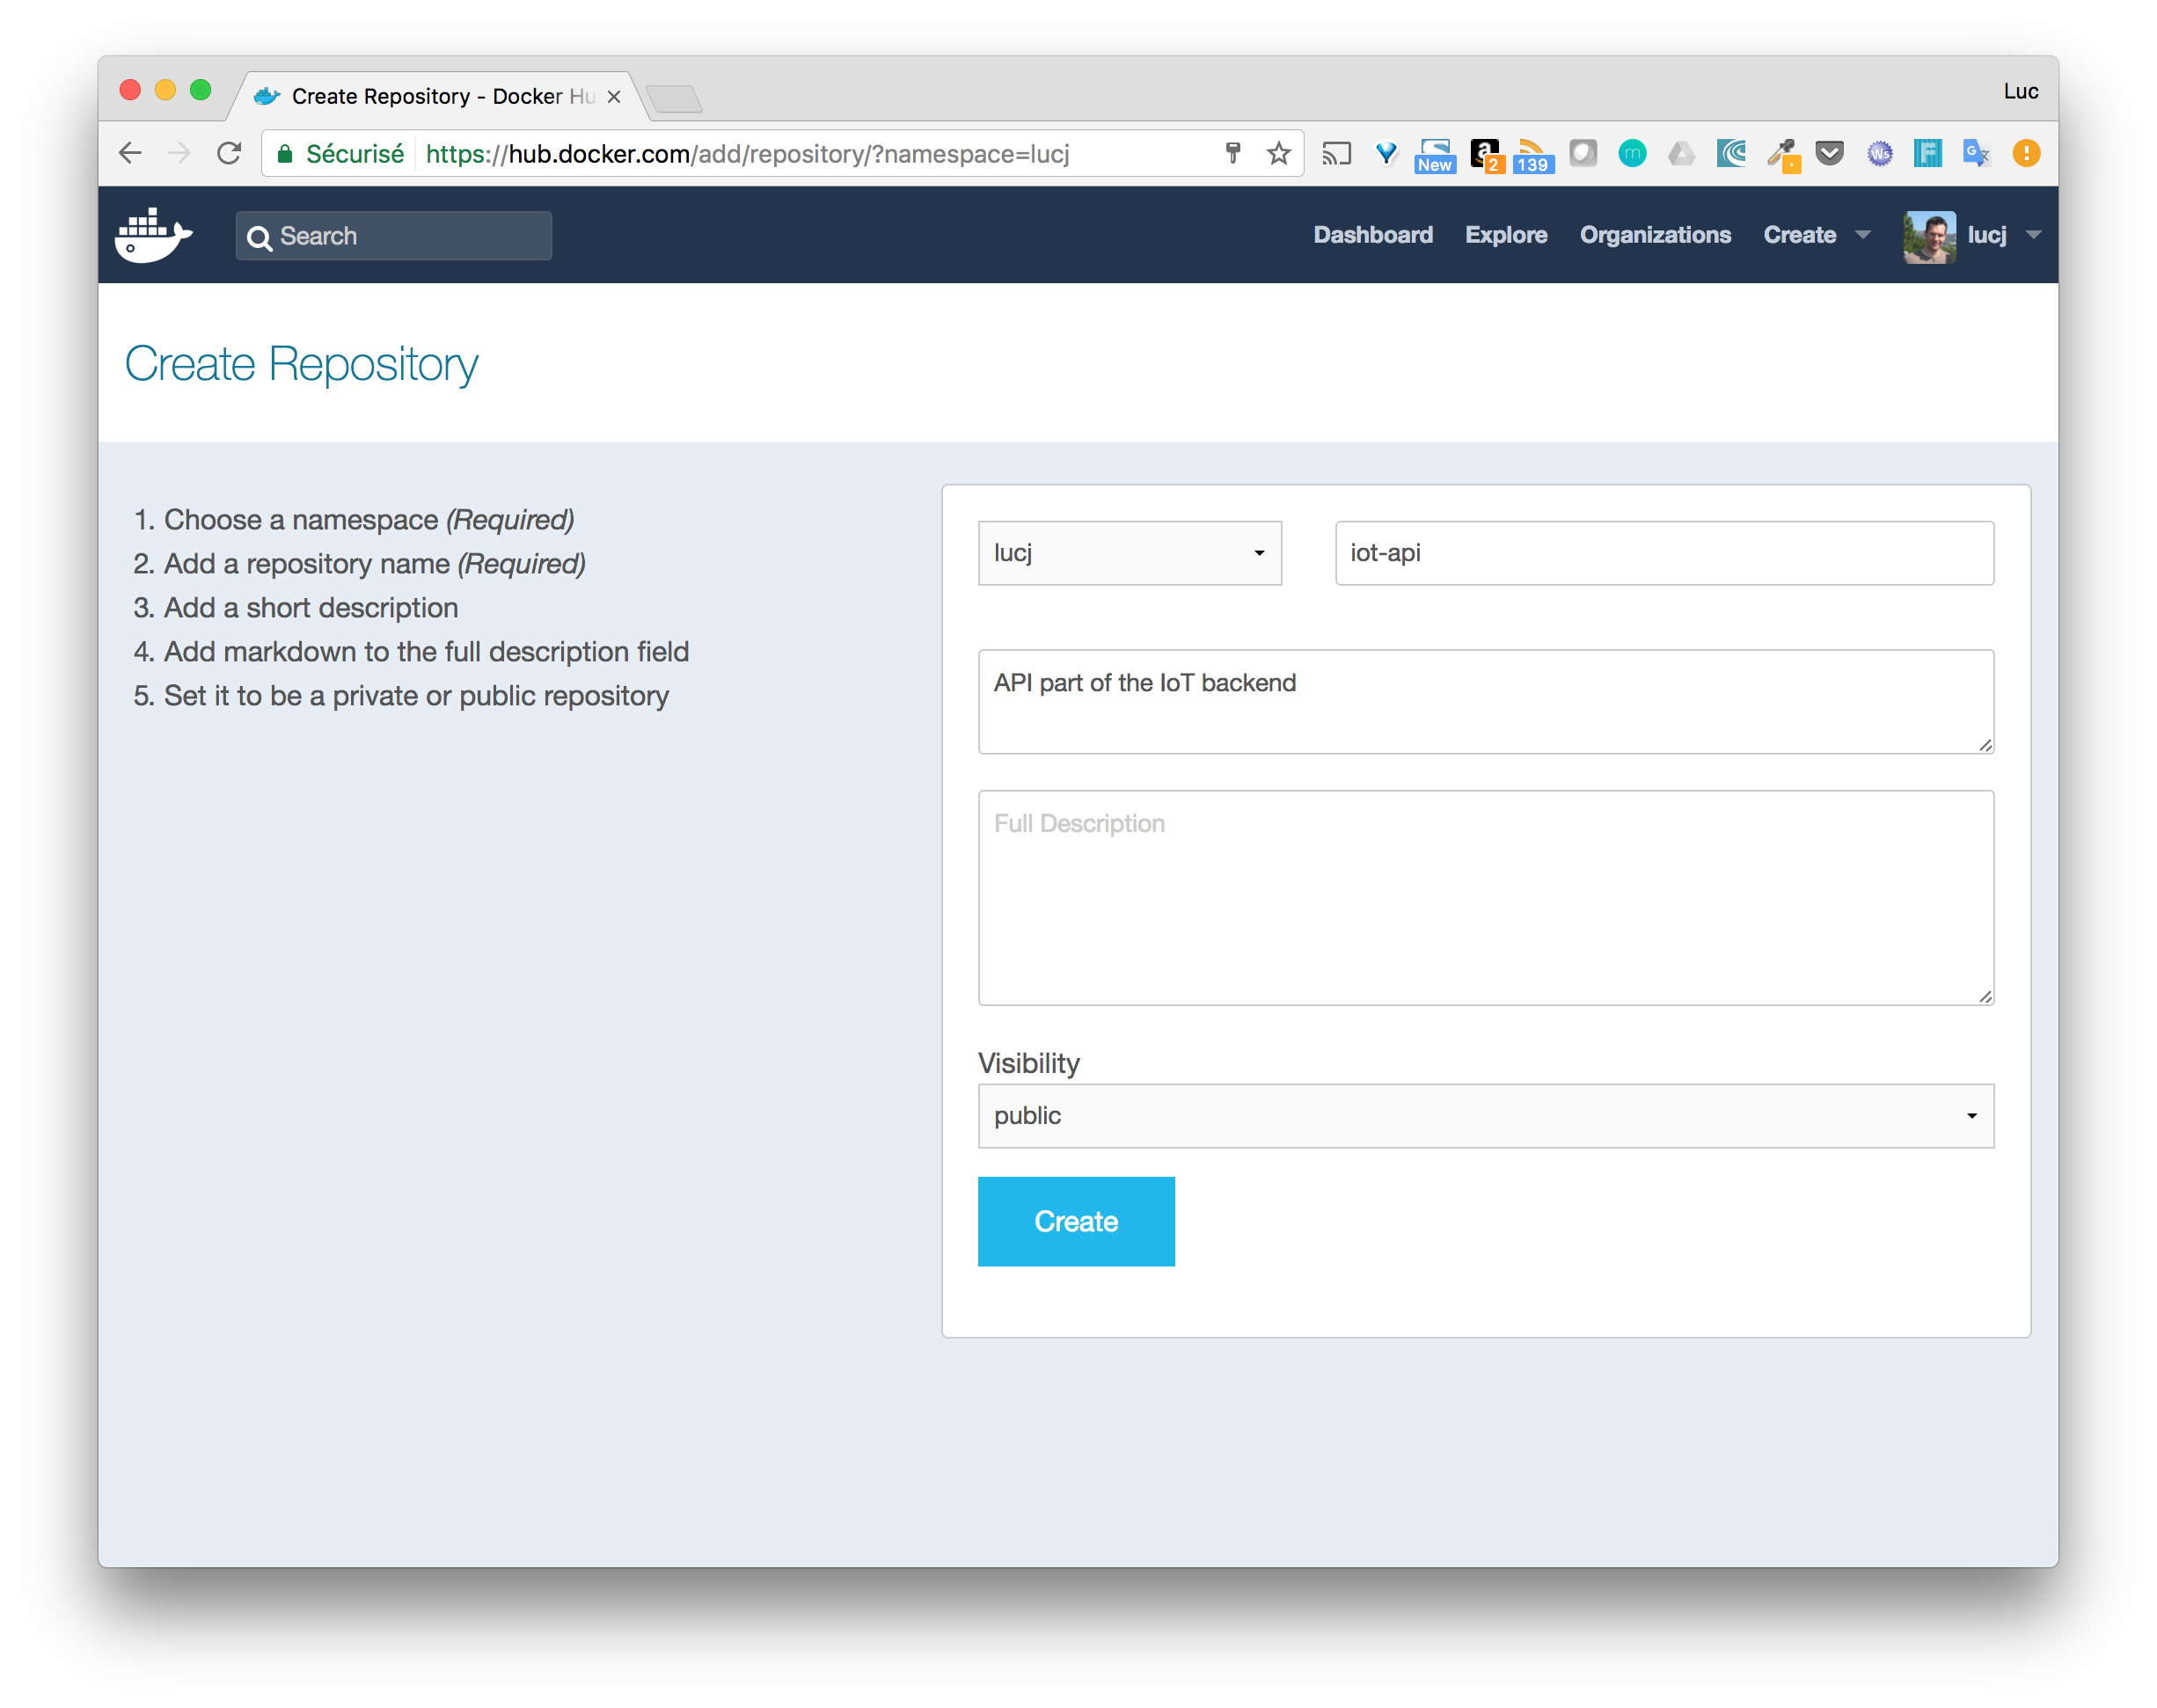 Create Repository - Docker Hu
Luc
Sécurisé https://hub.docker.com/add/repository/?namespace=lucj
New
a 2
139
m
Ws
F
G
Search
Dashboard Explore Organizations Create lucj
Create Repository
1. Choose a namespace (Required)
2. Add a repository name (Required)
3. Add a short description
4. Add markdown to the full description field
5. Set it to be a private or public repository
lucj
iot-api
API part of the IoT backend
Full Description
Visibility
public
Create